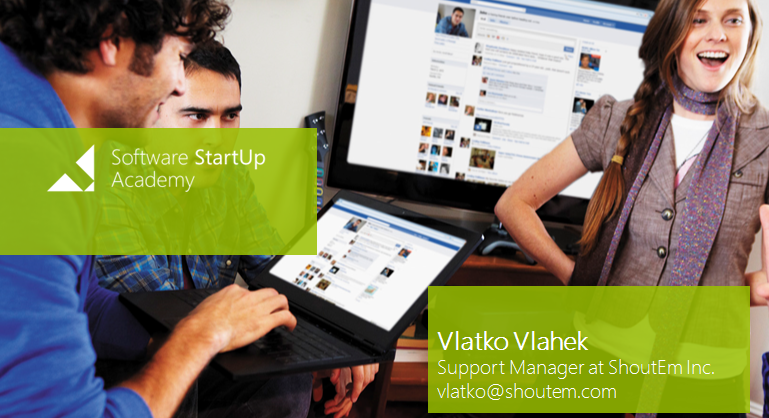 Software StartUp
Academy
Vlatko Vlahek
Support Manager at ShoutEm Inc.
vlatko@shoutem.com